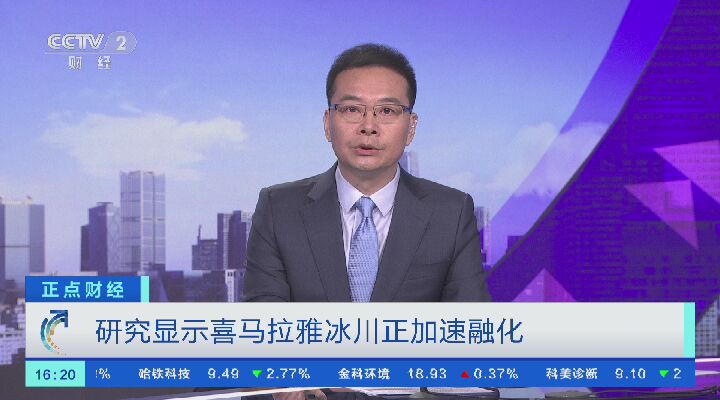 CCTV 2
财 经
正点财经
研究显示喜马拉雅冰川正加速融化
16:20 % 哈铁科技 9.49 ▼2.77% 金科环境 18.93 ▲0.37% 科美诊断 9.10 ▼2